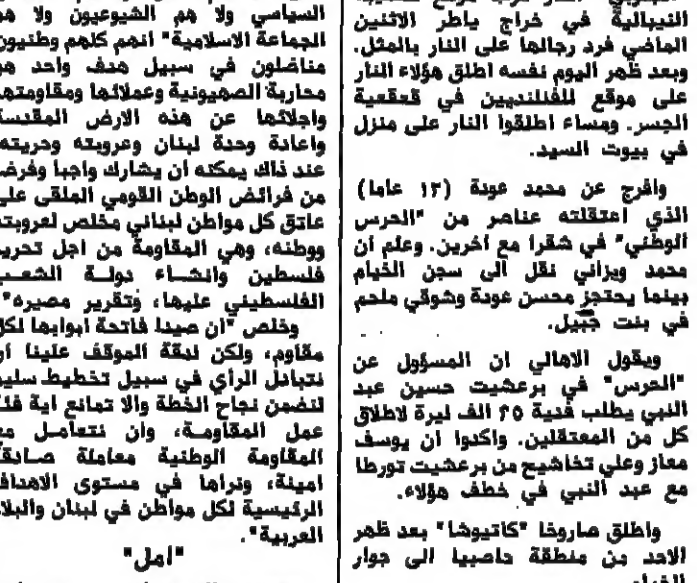 النيبالية في خراج ياطر الاثنين
الماضي فرد رجالها على النار بالمثل.
وبعد ظهر اليوم نفسه اطلق هؤلاء النار
على موقع للفنلنديين في قعقعية
الجسر. ومساء اطلقوا النار على منزل
في بيوت السيد.
وافرج عن محمد عودة (١٣ عاما)
الذي اعتقلته عناصر من "الحرس
الوطني" في شقرا مع آخرين. وعلم أن
محمد ويزاني نقل الى سجن الخيام
بينما يحتجز محسن عودة وشوقي ملحم
في بنت جبيل.
ويقول الاهالي ان المسؤول عن
"الحرس" في برعشيت حسين عبد
النبي يطلب فدية ٢٥ الف ليرة لاطلاق
كل من المعتقلين. واكدوا ان يوسف
معاز وعلي تخاشيح من برعشيت تورطا
مع عبد النبي في خطف هؤلاء.
واطلق صاروخا "كاتيوشا" بعد ظهر
الاحد من منطقة حاصبيا الى جوار
السياسي ولا هم الشيوعيون ولا هم
الجماعة الاسلامية" انهم كلهم وطنيون
مناضلون في سبيل هدف واحد هو
محاربة الصهيونية وعملائها ومقاومتها
واجلائها عن هذه الارض المقدسة
واعادة وحدة لبنان وعروبته وحريته.
عند ذاك يمكنه أن يشارك واجبا وفرضا
من فرائض الوطن القومي الملقى على
عاتق كل مواطن لبناني مخلص لعروبته
ووطنه، وهي المقاومة من اجل تحرير
فلسطين وانشاء دولة الشعب
الفلسطيني عليها، وتقرير مصيره".
وخلص "ان صيدا فاتحة ابوابها لكل
مقاوم، ولكن لدقة الموقف علينا أن
نتبادل الرأي في سبيل تخطيط سليم
لنضمن نجاح الخطة والا تمانع اية فئة
عمل المقاومة، وان نتعامل مع
المقاومة الوطنية معاملة صادقة
امينة، ونراها في مستوى الاهداف
الرئيسية لكل مواطن في لبنان والبلاد
العربية".
"أمل"